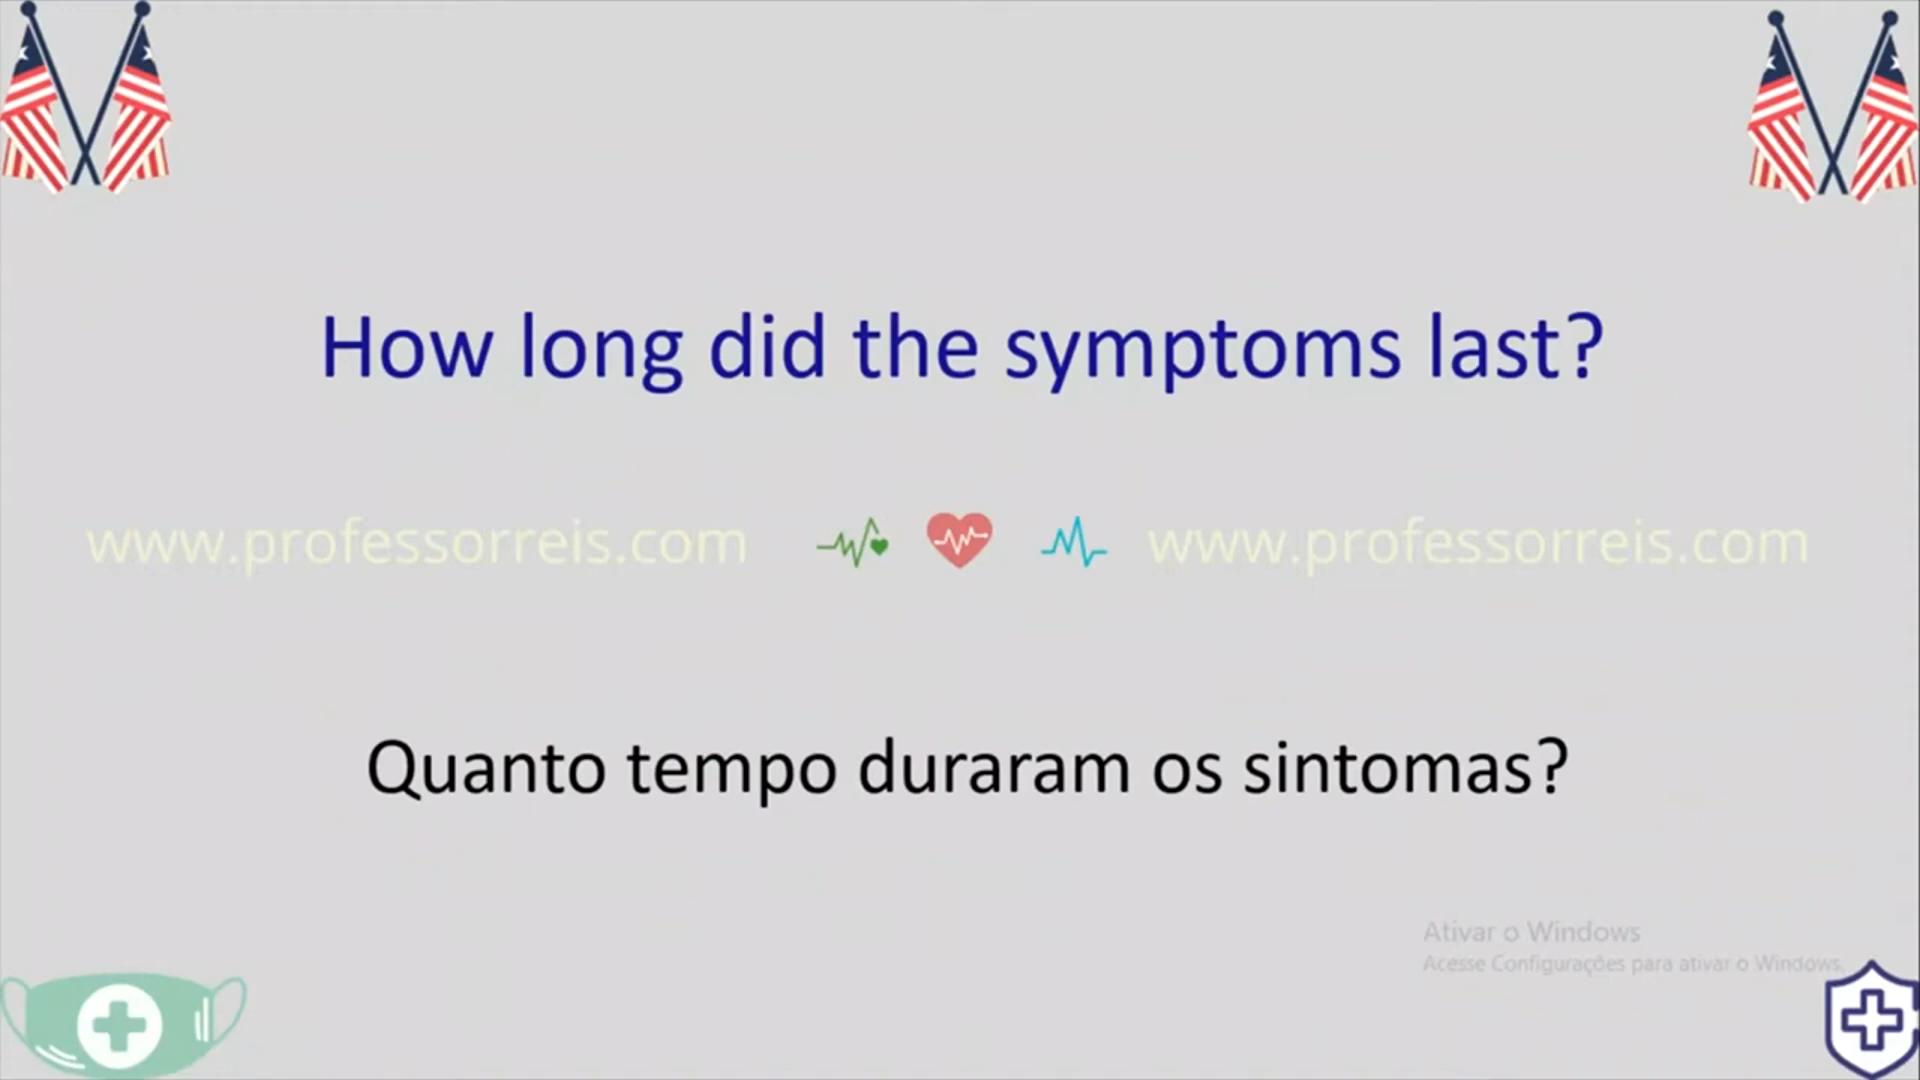 How long did the symptoms last?
www.professorreis.com www.professorreis.com
Quanto tempo duraram os sintomas?
Ativar o Windows
Acesse Configurações para ativar o Windows.